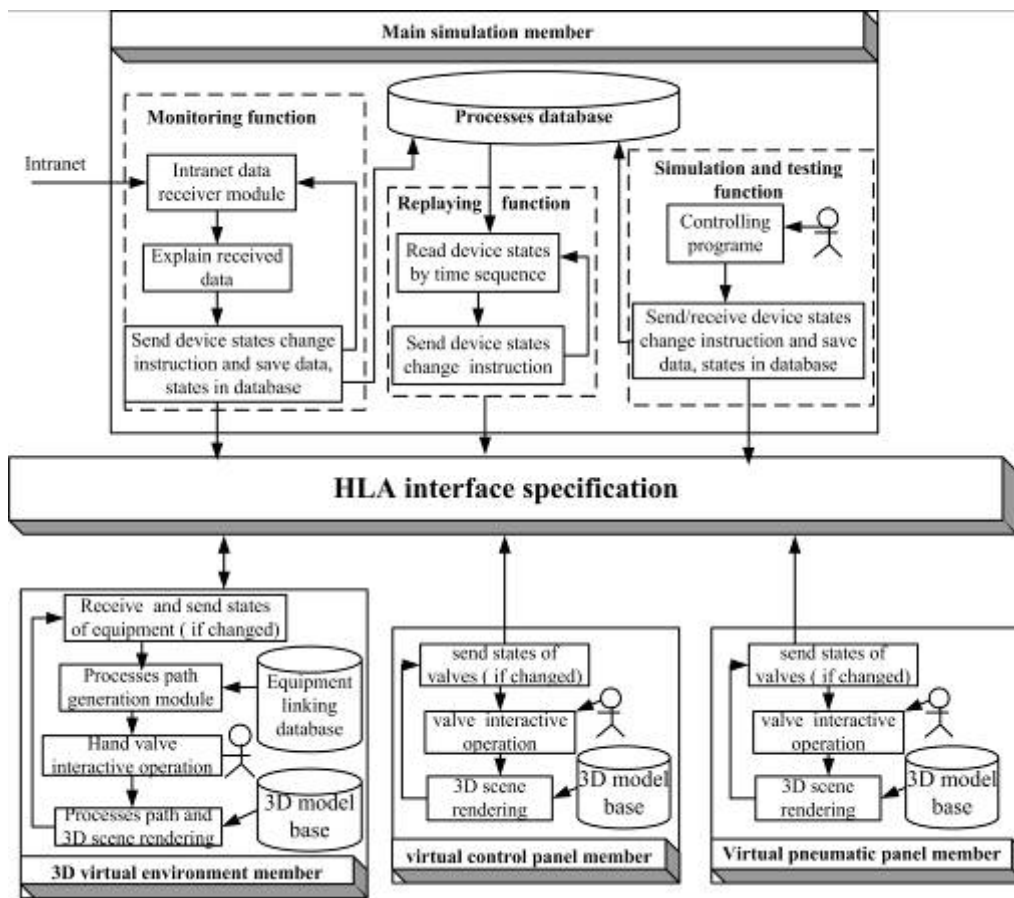 Main simulation member
Processes database
Monitoring function
Intranet
Intranet data
receiver module
Explain received
data
Send device states change
instruction and save data,
states in database
Replaying function
Read device states
by time sequence
Send device states
change instruction
Simulation and testing
function
Controlling
programe
Send/receive device states
change instruction and save
data, states in database
HLA interface specification
Receive and send states
of equipment ( if changed)
Processes path
generation module
Equipment
linking
database
Hand valve
interactive operation
Processes path and
3D scene rendering
3D model
base
3D virtual environment member
send states of
valves ( if changed)
valve interactive
operation
3D scene
rendering
3D model
base
virtual control panel member
send states of
valves ( if changed)
valve interactive
operation
3D scene
rendering
3D model
base
Virtual pneumatic panel member